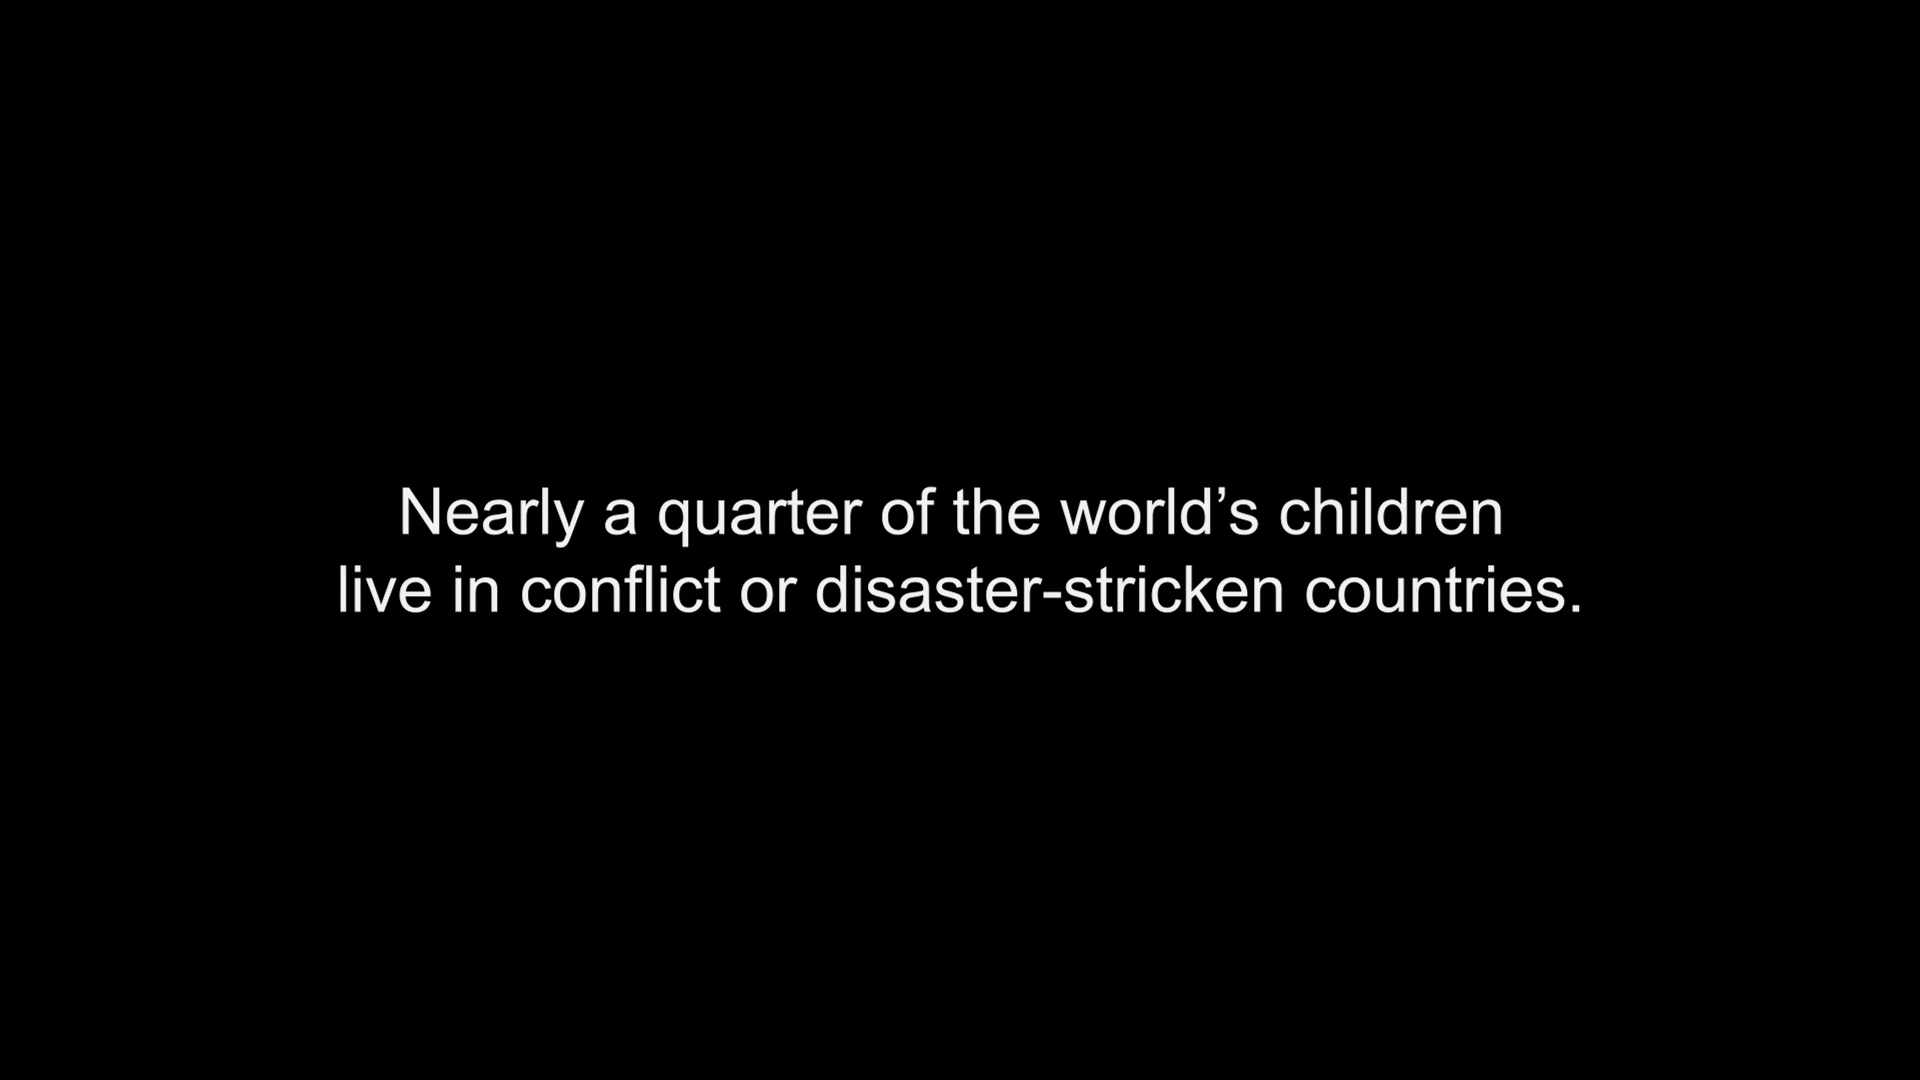 Nearly a quarter of the world’s children
live in conflict or disaster-stricken countries.